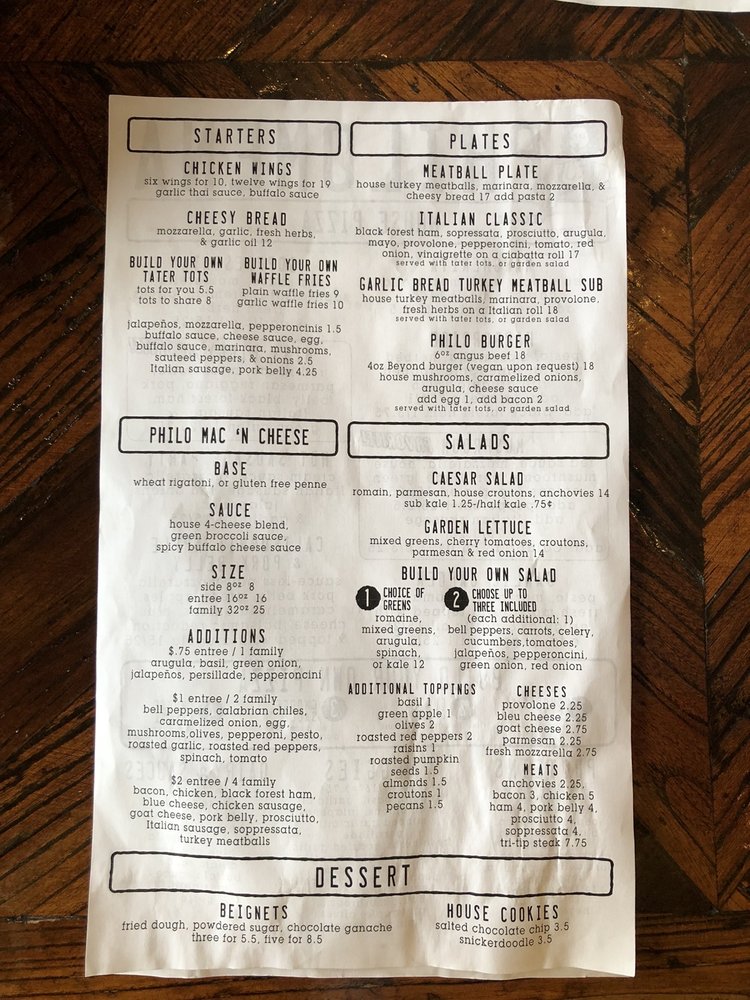 STARTERS
CHICKEN WINGS
six wings for 10, twelve wings for 19
garlic thai sauce, buffalo sauce
CHEESY BREAD
mozzarella, garlic, fresh herbs,
& garlic oil 12
BUILD YOUR OWN
TATER TOTS
tots for you 5.5
tots to share 8
BUILD YOUR OWN
WAFFLE FRIES
plain waffle fries 9
garlic waffle fries 10
jalapeños, mozzarella, pepperoncinis 1.5
buffalo sauce, cheese sauce, egg,
buffalo sauce, marinara, mushrooms,
sauteed peppers, & onions 2.5
Italian sausage, pork belly 4.25
PHILO MAC 'N CHEESE
BASE
wheat rigatoni, or gluten free penne
SAUCE
house 4-cheese blend,
green broccoli sauce,
spicy buffalo cheese sauce
SIZE
side 8oz 8
entree 16oz 16
family 32oz 25
ADDITIONS
$.75 entree / 1 family
arugula, basil, green onion,
jalapeños, persillade, pepperoncini
$1 entree / 2 family
bell peppers, calabrian chiles,
caramelized onion, egg,
mushrooms,olives, pepperoni, pesto,
roasted garlic, roasted red peppers,
spinach, tomato
$2 entree / 4 family
bacon, chicken, black forest ham,
blue cheese, chicken sausage,
goat cheese, pork belly, prosciutto,
Italian sausage, soppressata,
turkey meatballs
PLATES
MEATBALL PLATE
house turkey meatballs, marinara, mozzarella, &
cheesy bread 17 add pasta 2
ITALIAN CLASSIC
black forest ham, sopressata, prosciutto, arugula,
mayo, provolone, pepperoncini, tomato, red
onion, vinaigrette on a ciabatta roll 17
served with tater tots, or garden salad
GARLIC BREAD TURKEY MEATBALL SUB
house turkey meatballs, marinara, provolone,
fresh herbs on a Italian roll 18
served with tater tots, or garden salad
PHILO BURGER
6oz angus beef 18
4oz Beyond burger (vegan upon request) 18
house mushrooms, caramelized onions,
arugula, cheese sauce
add egg 1, add bacon 2
served with tater tots, or garden salad
SALADS
CAESAR SALAD
romain, parmesan, house croutons, anchovies 14
sub kale 1.25-/half kale .75¢
GARDEN LETTUCE
mixed greens, cherry tomatoes, croutons,
parmesan & red onion 14
BUILD YOUR OWN SALAD
1 CHOICE OF
GREENS
romaine,
mixed greens,
arugula,
spinach,
or kale 12
2 CHOOSE UP TO
THREE INCLUDED
(each additional: 1)
bell peppers, carrots, celery,
cucumbers,tomatoes,
jalapeños, pepperoncini,
green onion, red onion
ADDITIONAL TOPPINGS
basil 1
green apple 1
olives 2
roasted red peppers 2
raisins 1
roasted pumpkin
seeds 1.5
almonds 1.5
croutons 1
pecans 1.5
CHEESES
provolone 2.25
bleu cheese 2.25
goat cheese 2.75
parmesan 2.25
fresh mozzarella 2.75
MEATS
anchovies 2.25,
bacon 3, chicken 5
ham 4, pork belly 4,
prosciutto 4,
soppressata 4,
tri-tip steak 7.75
DESSERT
BEIGNETS
fried dough, powdered sugar, chocolate ganache
three for 5.5, five for 8.5
HOUSE COOKIES
salted chocolate chip 3.5
snickerdoodle 3.5